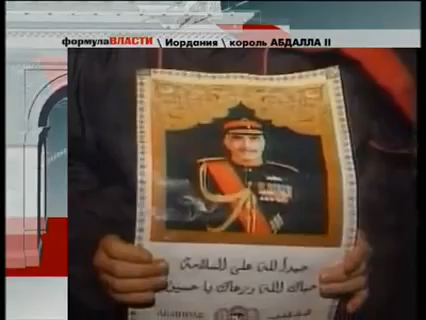 формулаВЛАСТИ \ Иордания \ король АБДАЛЛА II
حمداً لله على السلامة
حماك الله ورعاك يا حسين